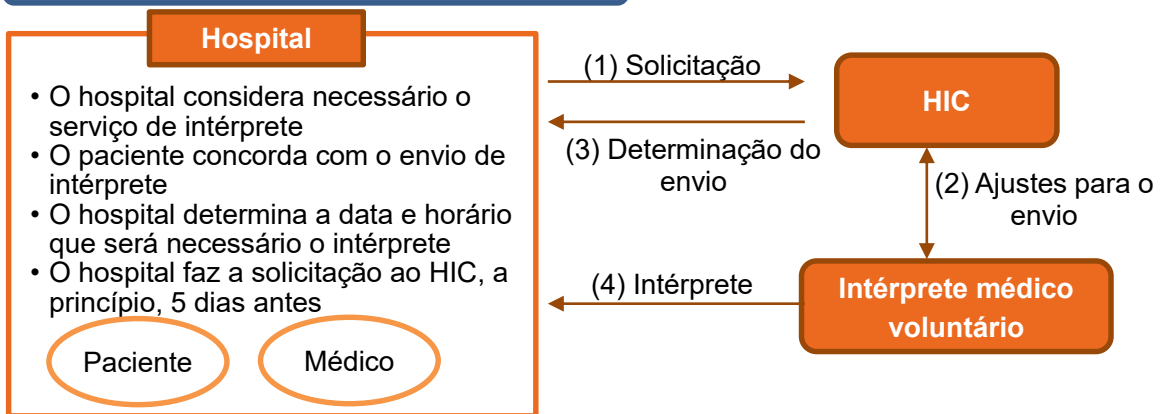 Hospital
• O hospital considera necessário o
serviço de intérprete
• O paciente concorda com o envio de
intérprete
• O hospital determina a data e horário
que será necessário o intérprete
• O hospital faz a solicitação ao HIC, a
princípio, 5 dias antes
Paciente
Médico
(1) Solicitação
(3) Determinação do
envio
HIC
(2) Ajustes para o
envio
(4) Intérprete
Intérprete médico
voluntário